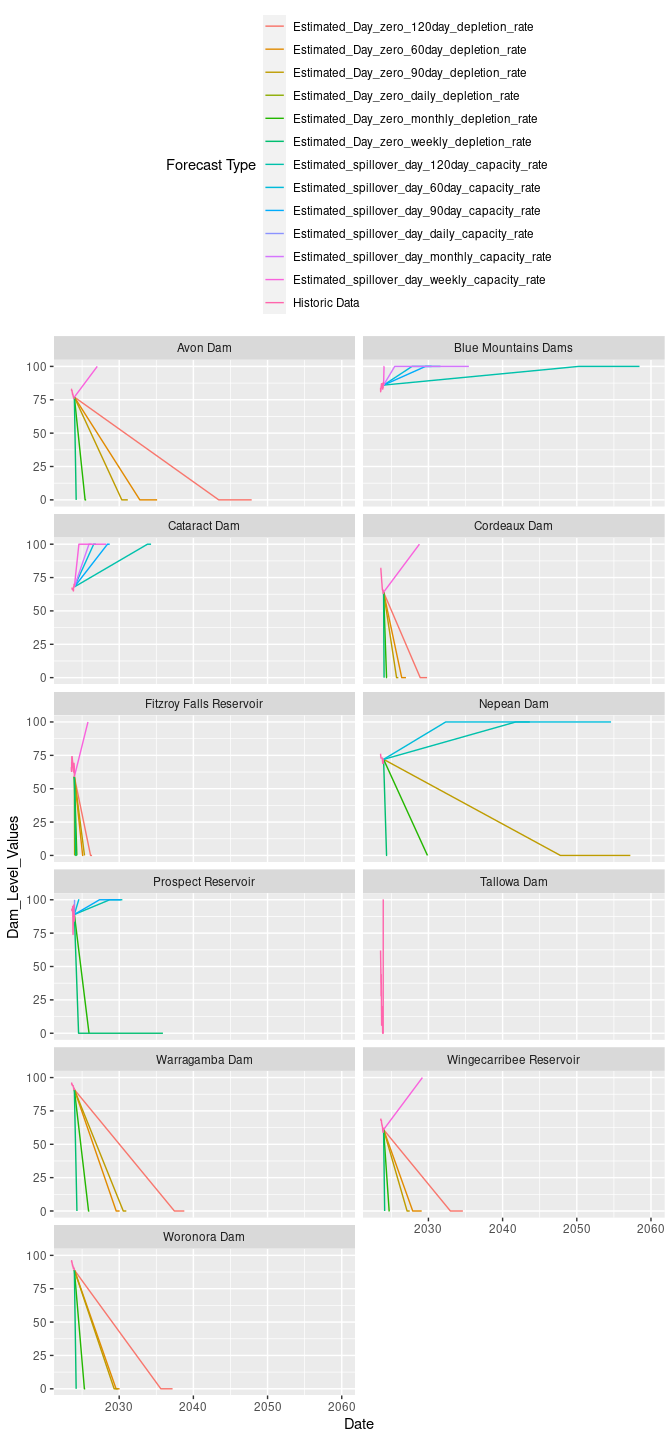 Estimated_Day_zero_120day_depletion_rate
Estimated_Day_zero_60day_depletion_rate
Estimated_Day_zero_90day_depletion_rate
Estimated_Day_zero_daily_depletion_rate
Estimated_Day_zero_monthly_depletion_rate
Estimated_Day_zero_weekly_depletion_rate
Forecast Type
Estimated_spillover_day_120day_capacity_rate
Estimated_spillover_day_60day_capacity_rate
Estimated_spillover_day_90day_capacity_rate
Estimated_spillover_day_daily_capacity_rate
Estimated_spillover_day_monthly_capacity_rate
Estimated_spillover_day_weekly_capacity_rate
Historic Data
Avon Dam
Blue Mountains Dams
100
75
50
25
0
Cataract Dam
Cordeaux Dam
100
75
50
25
0
Fitzroy Falls Reservoir
Nepean Dam
100
75
50
25
0
Dam_Level_Values
Prospect Reservoir
Tallowa Dam
100
75
50
25
0
Warragamba Dam
Wingecarribee Reservoir
100
75
50
25
0
2030 2040 2050 2060
Woronora Dam
100
75
50
25
0
2030 2040 2050 2060
Date